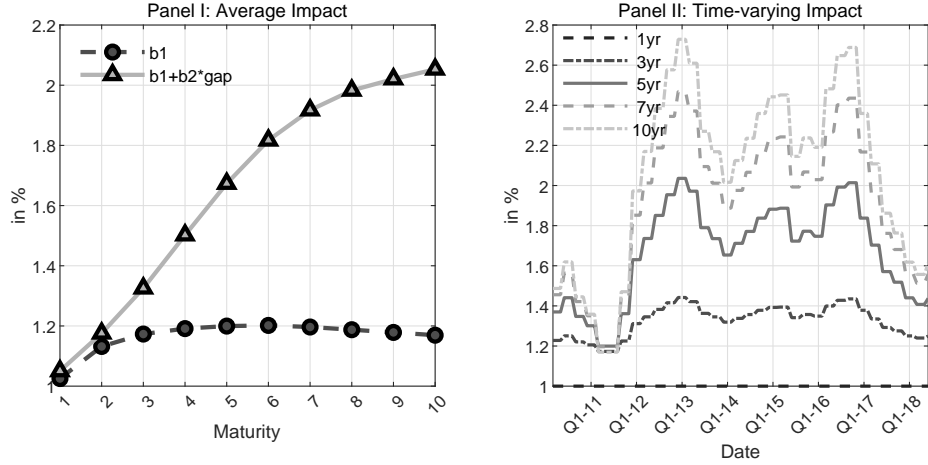 Panel I: Average Impact
2.2
2
1.8
1.6
1.4
1.2
1
in %
b1
b1+b2*gap
1 2 3 4 5 6 7 8 9 10
Maturity
Panel II: Time-varying Impact
2.8
2.6
2.4
2.2
2
1.8
1.6
1.4
1.2
1
in %
1yr
3yr
5yr
7yr
10yr
Q1-11 Q1-12 Q1-13 Q1-14 Q1-15 Q1-16 Q1-17 Q1-18
Date